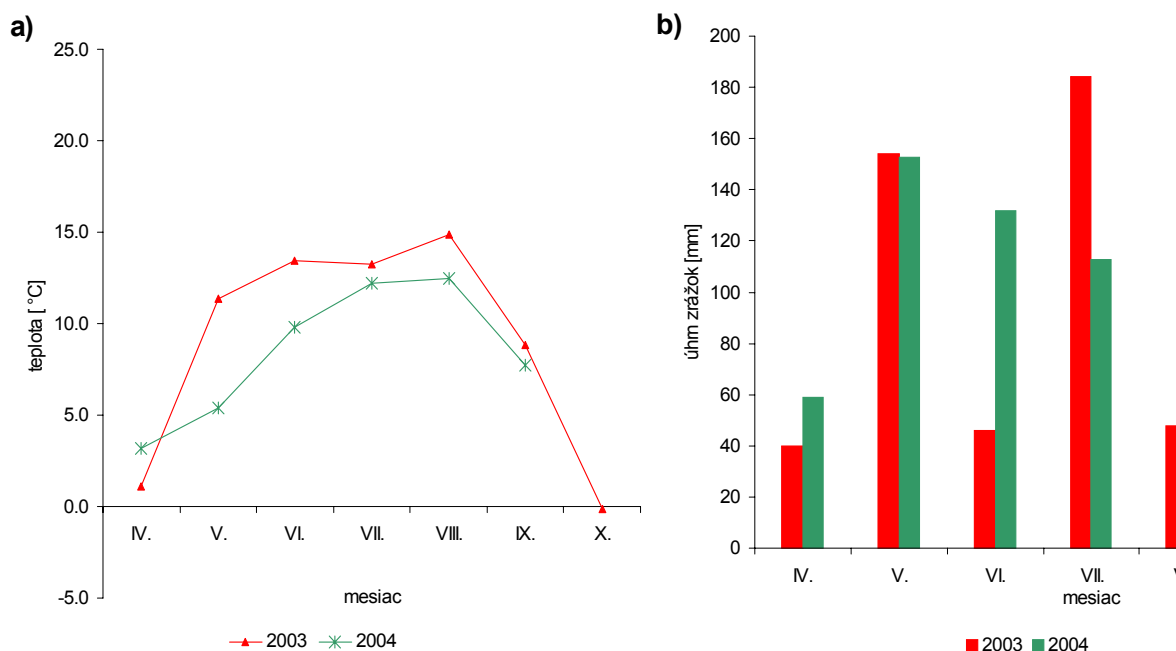 a)
25.0
20.0
15.0
10.0
5.0
0.0
-5.0
teplota [ °C]
IV. V. VI. VII. VIII. IX. X.
mesiac
2003 2004
b)
200
180
160
140
120
100
80
60
40
20
0
úhrn zrážok [mm]
IV. V. VI. VII. V
mesiac
2003 2004